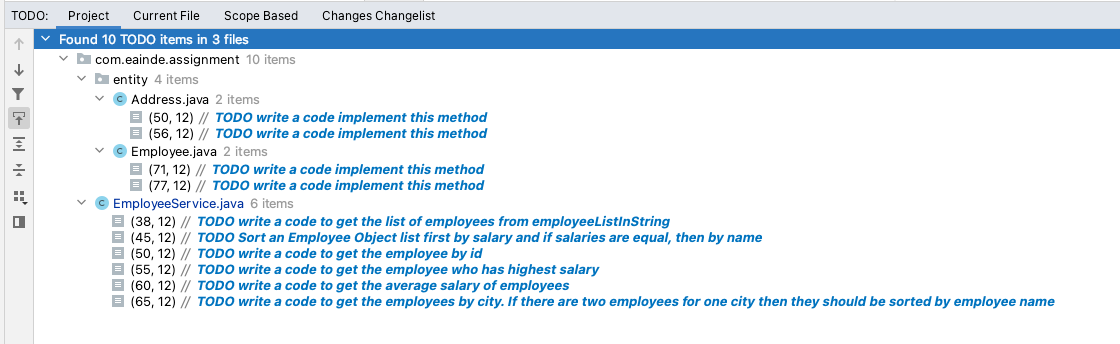 TODO: Project Current File Scope Based Changes Changelist
Found 10 TODO items in 3 files
com.eainde.assignment 10 items
entity 4 items
C Address.java 2 items
(50, 12) // TODO write a code implement this method
(56, 12) // TODO write a code implement this method
C Employee.java 2 items
(71, 12) // TODO write a code implement this method
(77, 12) // TODO write a code implement this method
C EmployeeService.java 6 items
(38, 12) // TODO write a code to get the list of employees from employeeListInString
(45, 12) // TODO Sort an Employee Object list first by salary and if salaries are equal, then by name
(50, 12) // TODO write a code to get the employee by id
(55, 12) // TODO write a code to get the employee who has highest salary
(60, 12) // TODO write a code to get the average salary of employees
(65, 12) // TODO write a code to get the employees by city. If there are two employees for one city then they should be sorted by employee name